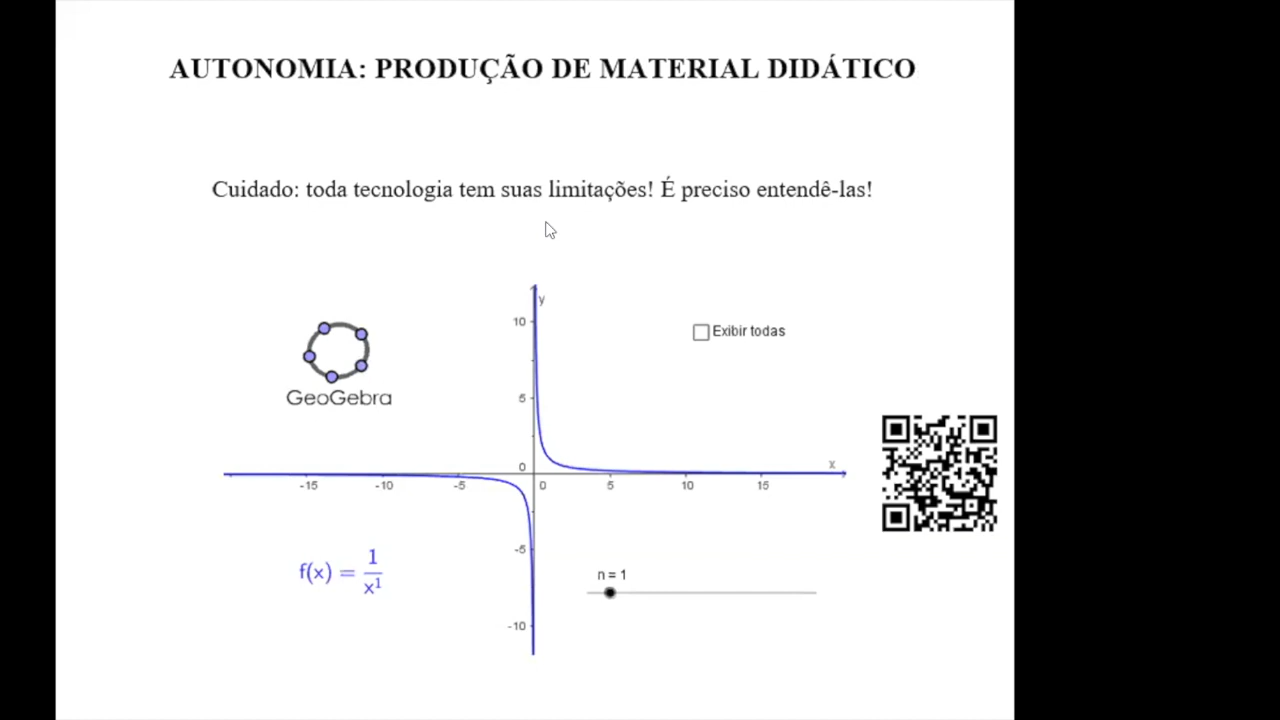 AUTONOMIA: PRODUÇÃO DE MATERIAL DIDÁTICO
Cuidado: toda tecnologia tem suas limitações! É preciso entendê-las!
y
10
Exibir todas
GeoGebra
5
0
x
-15 -10 -5 0 5 10 15
-5
f(x) = 1/x¹
n = 1
-10